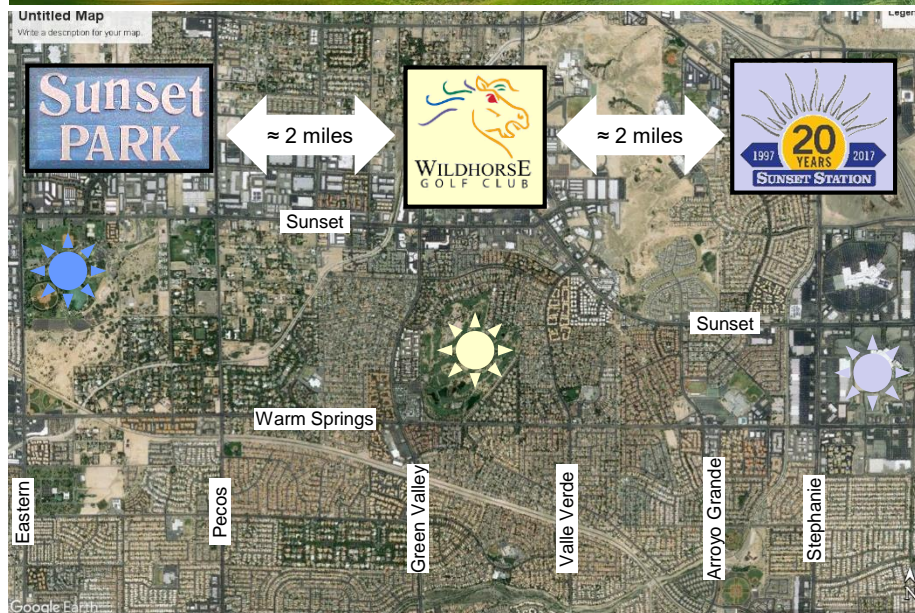 Untitled Map
Legen
Write a description for your map.
Sunset
PARK
≈ 2 miles
WILDHORSE
GOLF CLUB
≈ 2 miles
20
YEARS
1997
2017
SUNSET STATION
Sunset
Sunset
Warm Springs
Eastern
Pecos
Green Valley
Valle Verde
Arroyo Grande
Stephanie
Google Earth
N